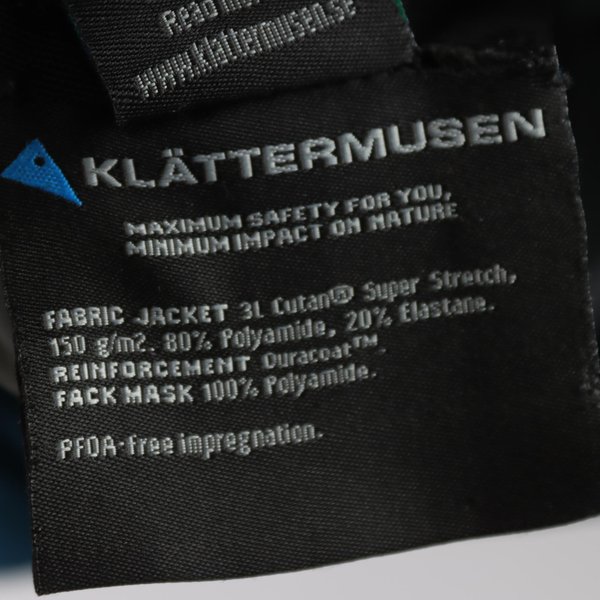 Read
www.klattermusen.se
KLÄTTERMUSEN
MAXIMUM SAFETY FOR YOU,
MINIMUM IMPACT ON NATURE
FABRIC JACKET 3L Cutan® Super Stretch,
150 g/m2. 80% Polyamide, 20% Elastane.
REINFORCEMENT Duracoat™.
FACK MASK 100% Polyamide.
PFOA-free impregnation.